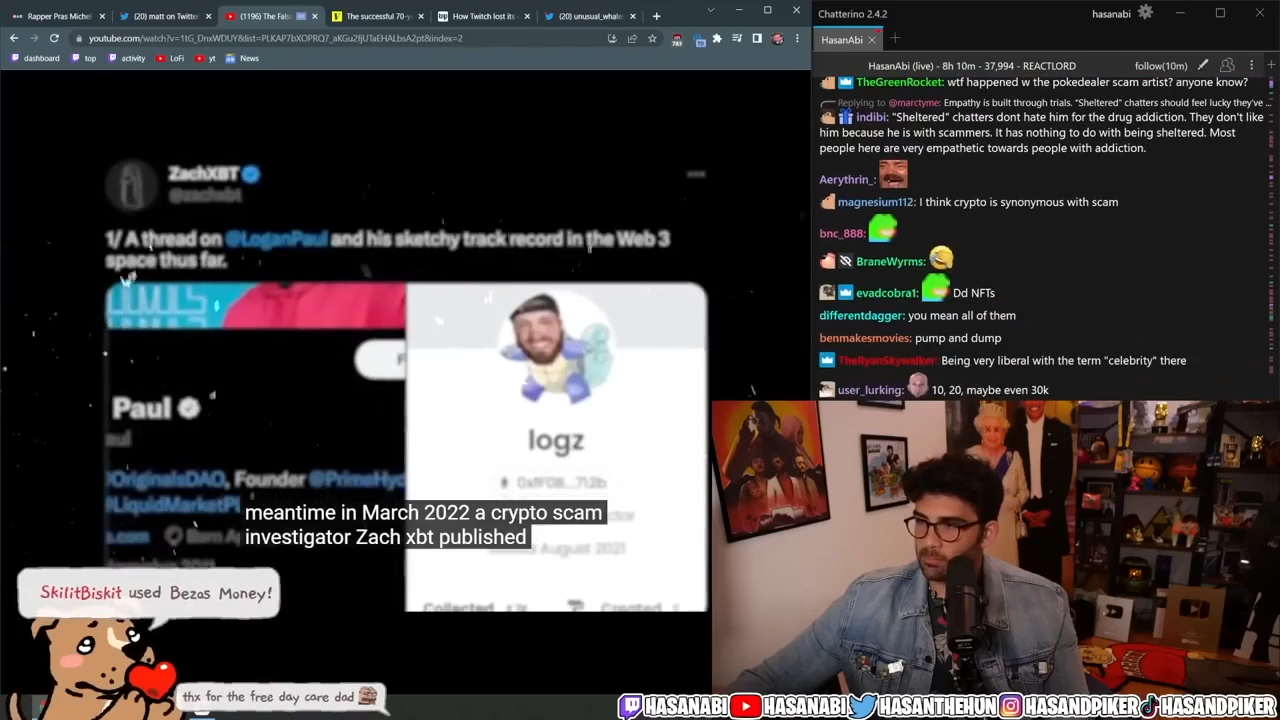 Rapper Pras Michel
(20) matt on Twitter
(1196) The Fals
The successful 70-y
How Twitch lost its
(20) unusual_whale
youtube.com/watch?v=1tG_DnxWDUY&list=PLKAP7bXOPRQ7_aKGu2fjUTaEHALbsA2pt&index=2
dashboard
top
activity
LoFi
yt
News
ZachXBT
@zachxbt
1/ A thread on @LoganPaul and his sketchy track record in the Web 3
space thus far.
Paul
logz
Founder
meantime in March 2022 a crypto scam
investigator Zach xbt published
August 2021
Collected
Created
SkilitBiskit used Bezos Money!
thx for the free day care dad
Chatterino 2.4.2
hasanabi
HasanAbi
HasanAbi (live) - 8h 10m - 37,994 - REACTLORD
follow(10m)
TheGreenRocket: wtf happened w the pokedealer scam artist? anyone know?
Replying to @marctyme: Empathy is built through trials. "Sheltered" chatters should feel lucky they've ...
indibi: "Sheltered" chatters dont hate him for the drug addiction. They don't like
him because he is with scammers. It has nothing to do with being sheltered. Most
people here are very empathetic towards people with addiction.
Aerythrin_:
magnesium112: I think crypto is synonymous with scam
bnc_888:
BraneWyrms:
evadcobra1: Dd NFTs
differentdagger: you mean all of them
benmakesmovies: pump and dump
TheRyanSkywalker: Being very liberal with the term "celebrity" there
user_lurking: 10, 20, maybe even 30k
HASANABI
HASANABI
HASANTHEHUN
HASANDPIKER
HASANDPIKER